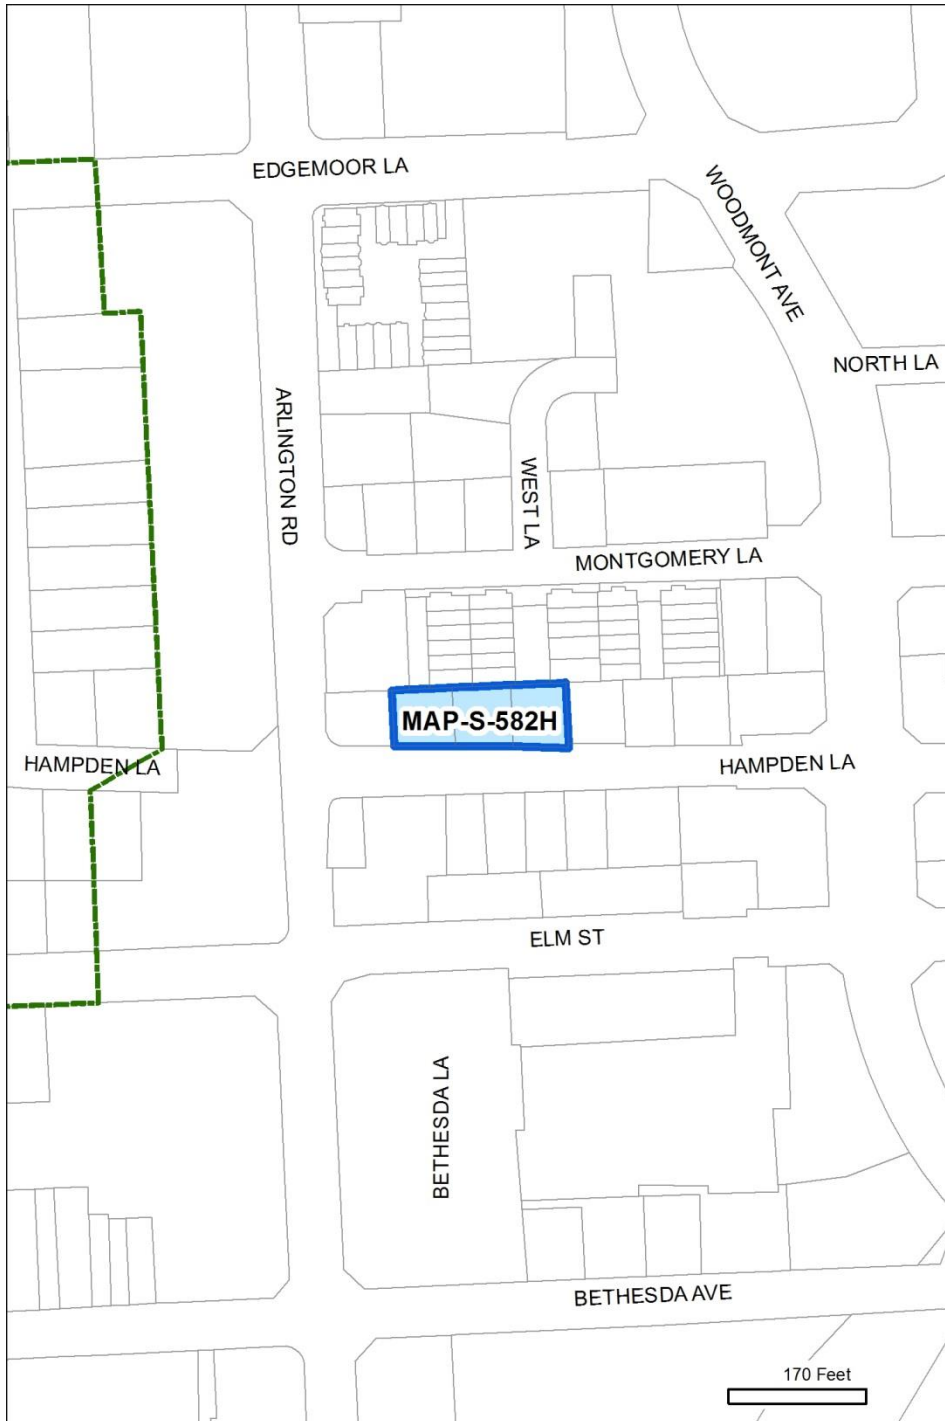 EDGEMOOR LA
WOODMONT AVE
NORTH LA
ARLINGTON RD
WEST LA
MONTGOMERY LA
MAP-S-582H
HAMPDEN LA
HAMPDEN LA
ELM ST
BETHESDA LA
BETHESDA AVE
170 Feet